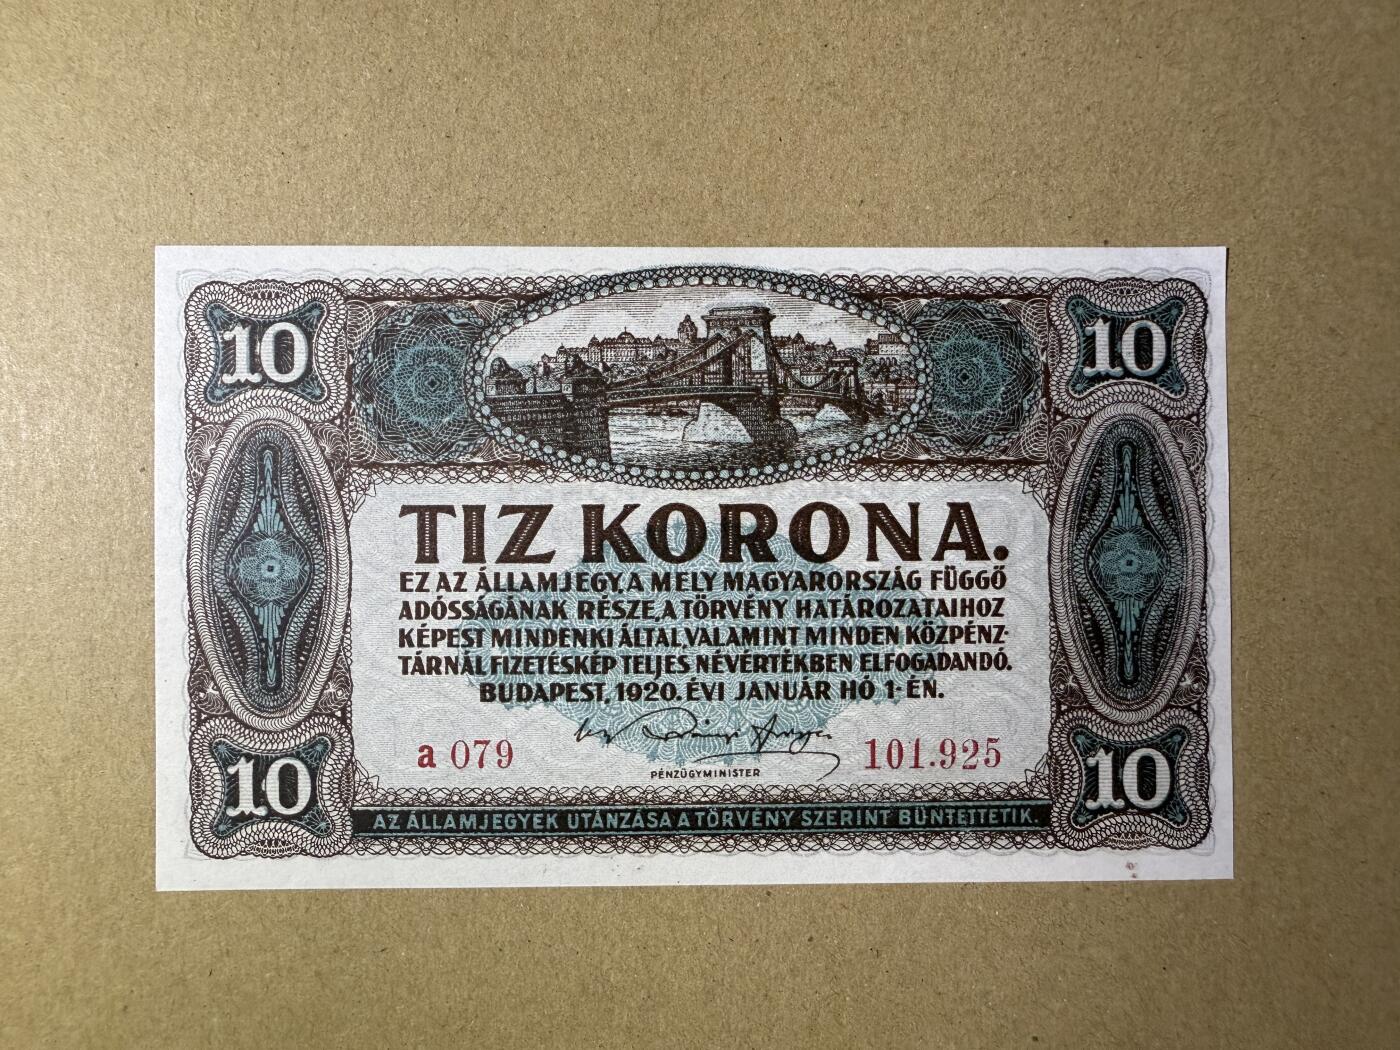 10 10
TIZ KORONA.
EZ AZ ÁLLAMJEGY, A MELY MAGYARORSZÁG FÜGGŐ
ADÓSSÁGÁNAK RÉSZE, A TÖRVÉNY HATÁROZATAIHOZ
KÉPEST MINDENKI ÁLTAL, VALAMINT MINDEN KÖZPÉNZ-
TÁRNÁL FIZETÉSKÉP TELJES NÉVÉRTÉKBEN ELFOGADANDÓ.
BUDAPEST, 1920. ÉVI JANUÁR HÓ 1-ÉN.
a 079 101.925
PÉNZÜGYMINISTER
10 10
AZ ÁLLAMJEGYEK UTÁNZÁSA A TÖRVÉNY SZERINT BÜNTETTETIK.